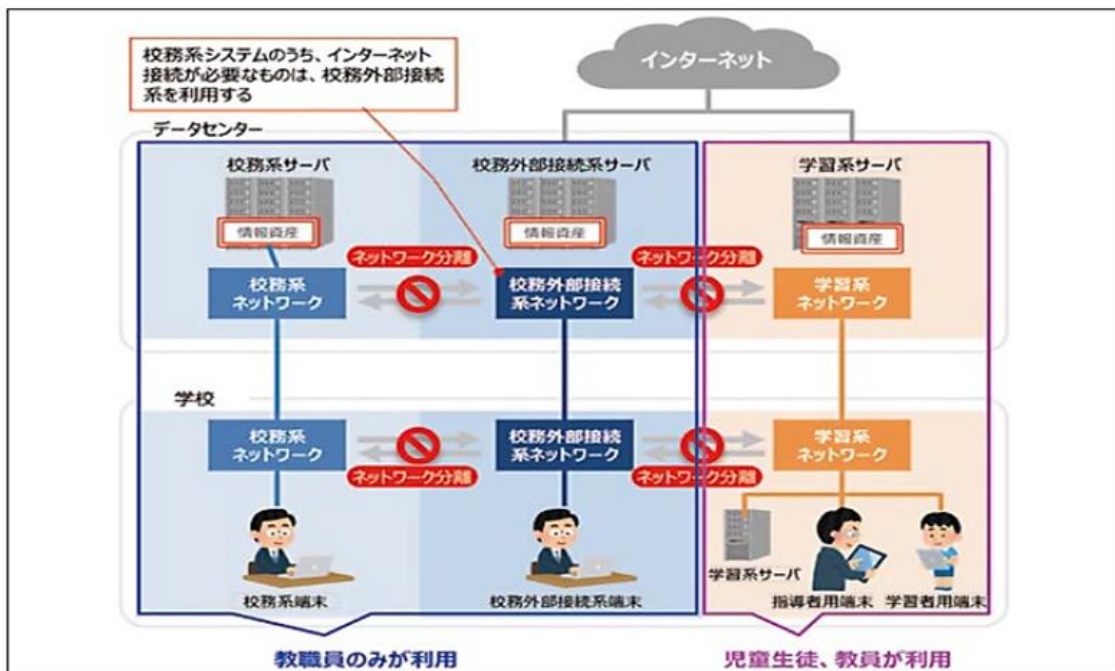 校務系システムのうち、インターネット
接続が必要なものは、校務外部接続
系を利用する
インターネット
データセンター
校務系サーバ
校務外部接続系サーバ
学習系サーバ
情報資産
情報資産
情報資産
ネットワーク分離
ネットワーク分離
校務系
ネットワーク
校務外部接続
系ネットワーク
学習系
ネットワーク
学校
校務系
ネットワーク
校務外部接続
系ネットワーク
学習系
ネットワーク
ネットワーク分離
ネットワーク分離
学習系サーバ
校務系端末
校務外部接続系端末
指導者用端末
学習者用端末
教職員のみが利用
児童生徒、教員が利用